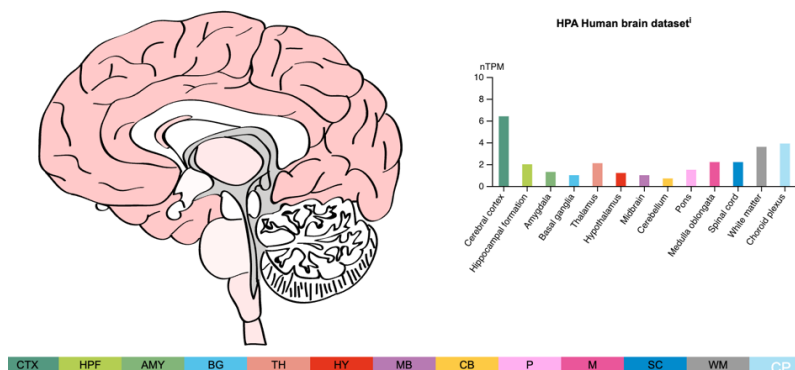 HPA Human brain datasetⁱ
nTPM
10
8
6
4
2
0
Cerebral cortex
Hippocampal formation
Amygdala
Basal ganglia
Thalamus
Hypothalamus
Midbrain
Cerebellum
Pons
Medulla oblongata
Spinal cord
White matter
Choroid plexus
CTX HPF AMY BG TH HY MB CB P M SC WM CP